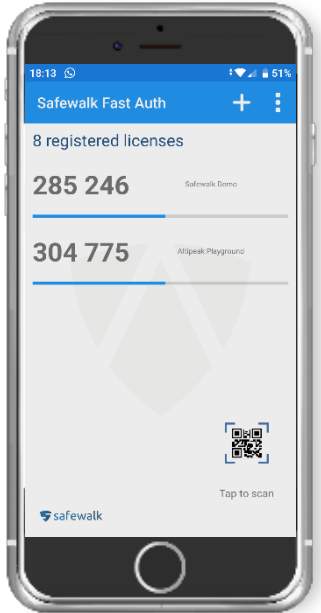 18:13 51%
Safewalk Fast Auth
8 registered licenses
285 246 Safewalk Demo
304 775 Altipeak Playground
Tap to scan
safewalk